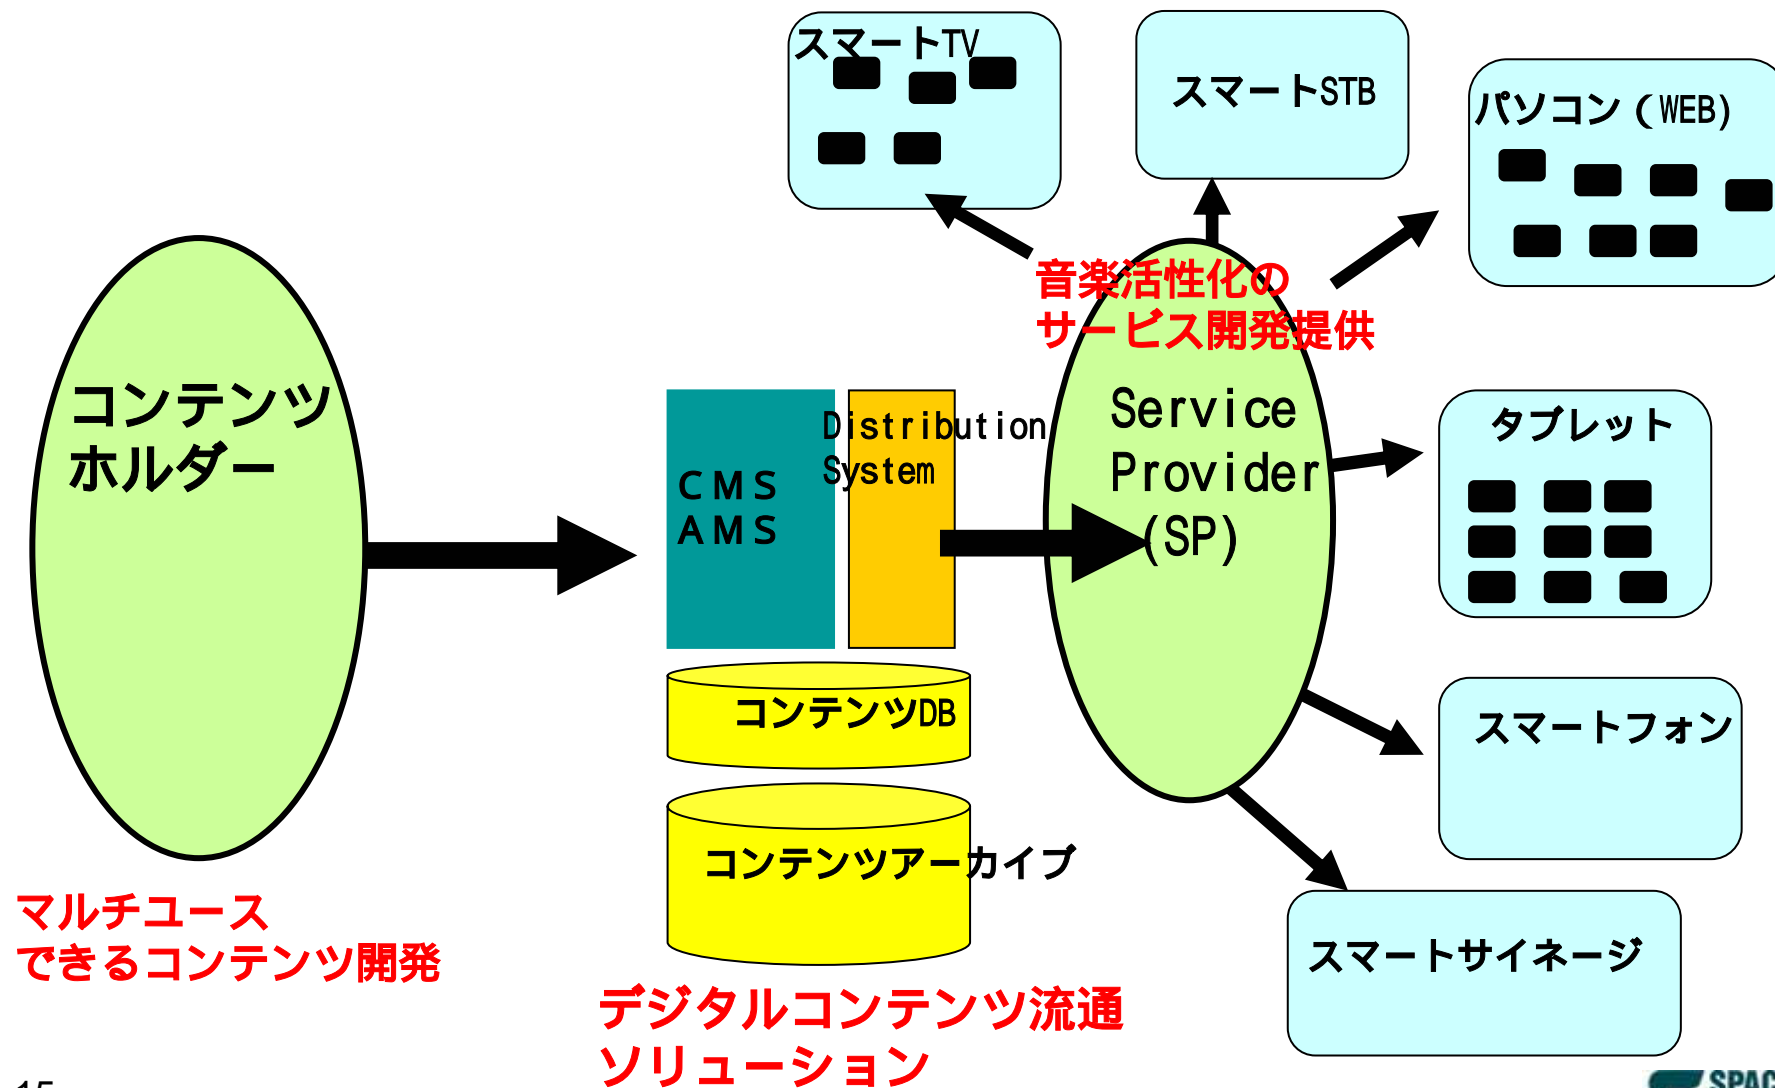 スマートTV
スマートSTB
パソコン（WEB)
音楽活性化の
サービス開発提供
コンテンツ
ホルダー
Distribution
System
ＣＭＳ
ＡＭＳ
Service
Provider
(SP)
タブレット
コンテンツDB
スマートフォン
コンテンツアーカイブ
マルチユース
できるコンテンツ開発
スマートサイネージ
デジタルコンテンツ流通
ソリューション
15